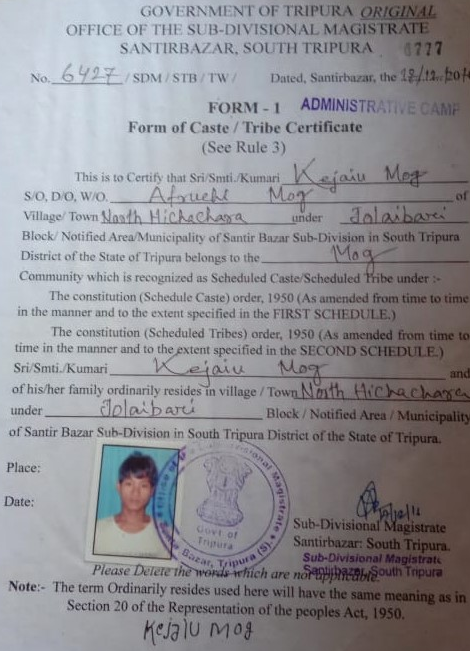 GOVERNMENT OF TRIPURA ORIGINAL
OFFICE OF THE SUB-DIVISIONAL MAGISTRATE
SANTIRBAZAR, SOUTH TRIPURA 0777
No. 6427 / SDM / STB / TW / Dated, Santirbazar, the
FORM - 1 ADMINISTRATIVE CAMP
Form of Caste / Tribe Certificate
(See Rule 3)
This is to Certify that Sri/Smti./Kumari Kejaiu Mog
S/O, D/O, W/O. Afruchi Mog of
Village/ Town North Hichachara under Jolaibari
Block/ Notified Area/Municipality of Santir Bazar Sub-Division in South Tripura
District of the State of Tripura belongs to the Mog
Community which is recognized as Scheduled Caste/Scheduled Tribe under :-
The constitution (Schedule Caste) order, 1950 (As amended from time to time
in the manner and to the extent specified in the FIRST SCHEDULE.)
The constitution (Scheduled Tribes) order, 1950 (As amended from time to
time in the manner and to the extent specified in the SECOND SCHEDULE.)
Sri/Smti./Kumari Kejaiu Mog and
of his/her family ordinarily resides in village / Town North Hichachara
under Jolaibari Block / Notified Area / Municipality
of Santir Bazar Sub-Division in South Tripura District of the State of Tripura.
Place:
Date:
Sub-Divisional Magistrate
Govt of
Tripura
Bazar, Tripura (S)
Sub-Divisional Magistrate
Santirbazar: South Tripura.
Sub-Divisional Magistrate
Santirbazar, South Tripura
Please Delete the words which are not applicable.
Note:- The term Ordinarily resides used here will have the same meaning as in
Section 20 of the Representation of the peoples Act, 1950.
Kejaiu Mog